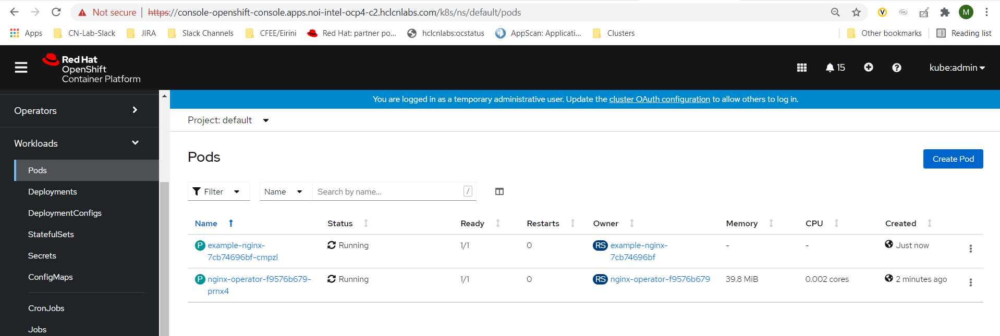 Not secure | https://console-openshift-console.apps.noi-intel-ocp4-c2.hclcnlabs.com/k8s/ns/default/pods
M
Apps CN-Lab-Slack JIRA Slack Channels CFEE/Eirini Red Hat: partner po... hclcnlabs:ocstatus AppScan: Applicati... Clusters Other bookmarks Reading list
Red Hat
OpenShift
Container Platform
15 kube:admin
You are logged in as a temporary administrative user. Update the cluster OAuth configuration to allow others to log in.
Operators
Workloads
Pods
Deployments
DeploymentConfigs
StatefulSets
Secrets
ConfigMaps
CronJobs
Jobs
Project: default
Pods
Create Pod
Filter Name Search by name... /
Name Status Ready Restarts Owner Memory CPU Created
P example-nginx- Running 1/1 0 RS example-nginx- - - Just now
7cb74696bf-cmpzl 7cb74696bf
P nginx-operator-f9576b679- Running 1/1 0 RS nginx-operator-f9576b679 39.8 MiB 0.002 cores 2 minutes ago
prnx4